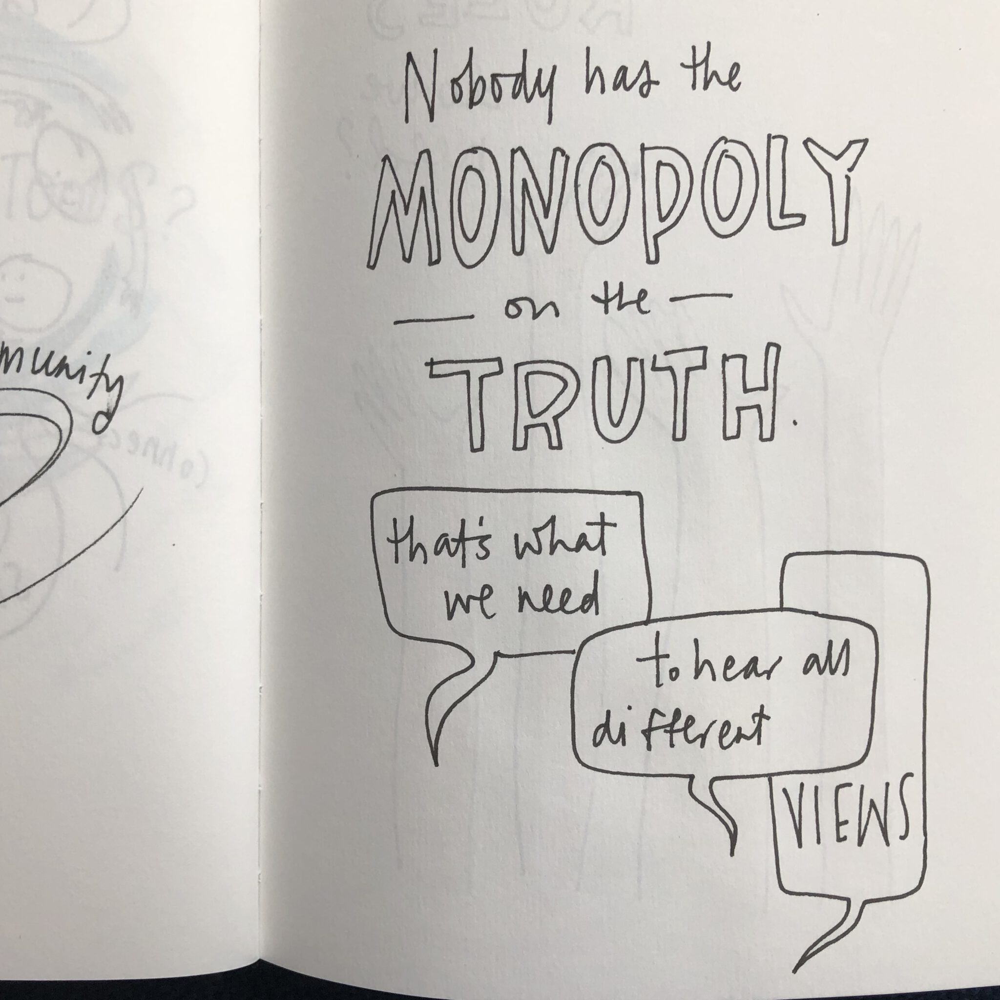 munity
Nobody has the
MONOPOLY
on the
TRUTH.
that's what
we need
to hear all
different
VIEWS